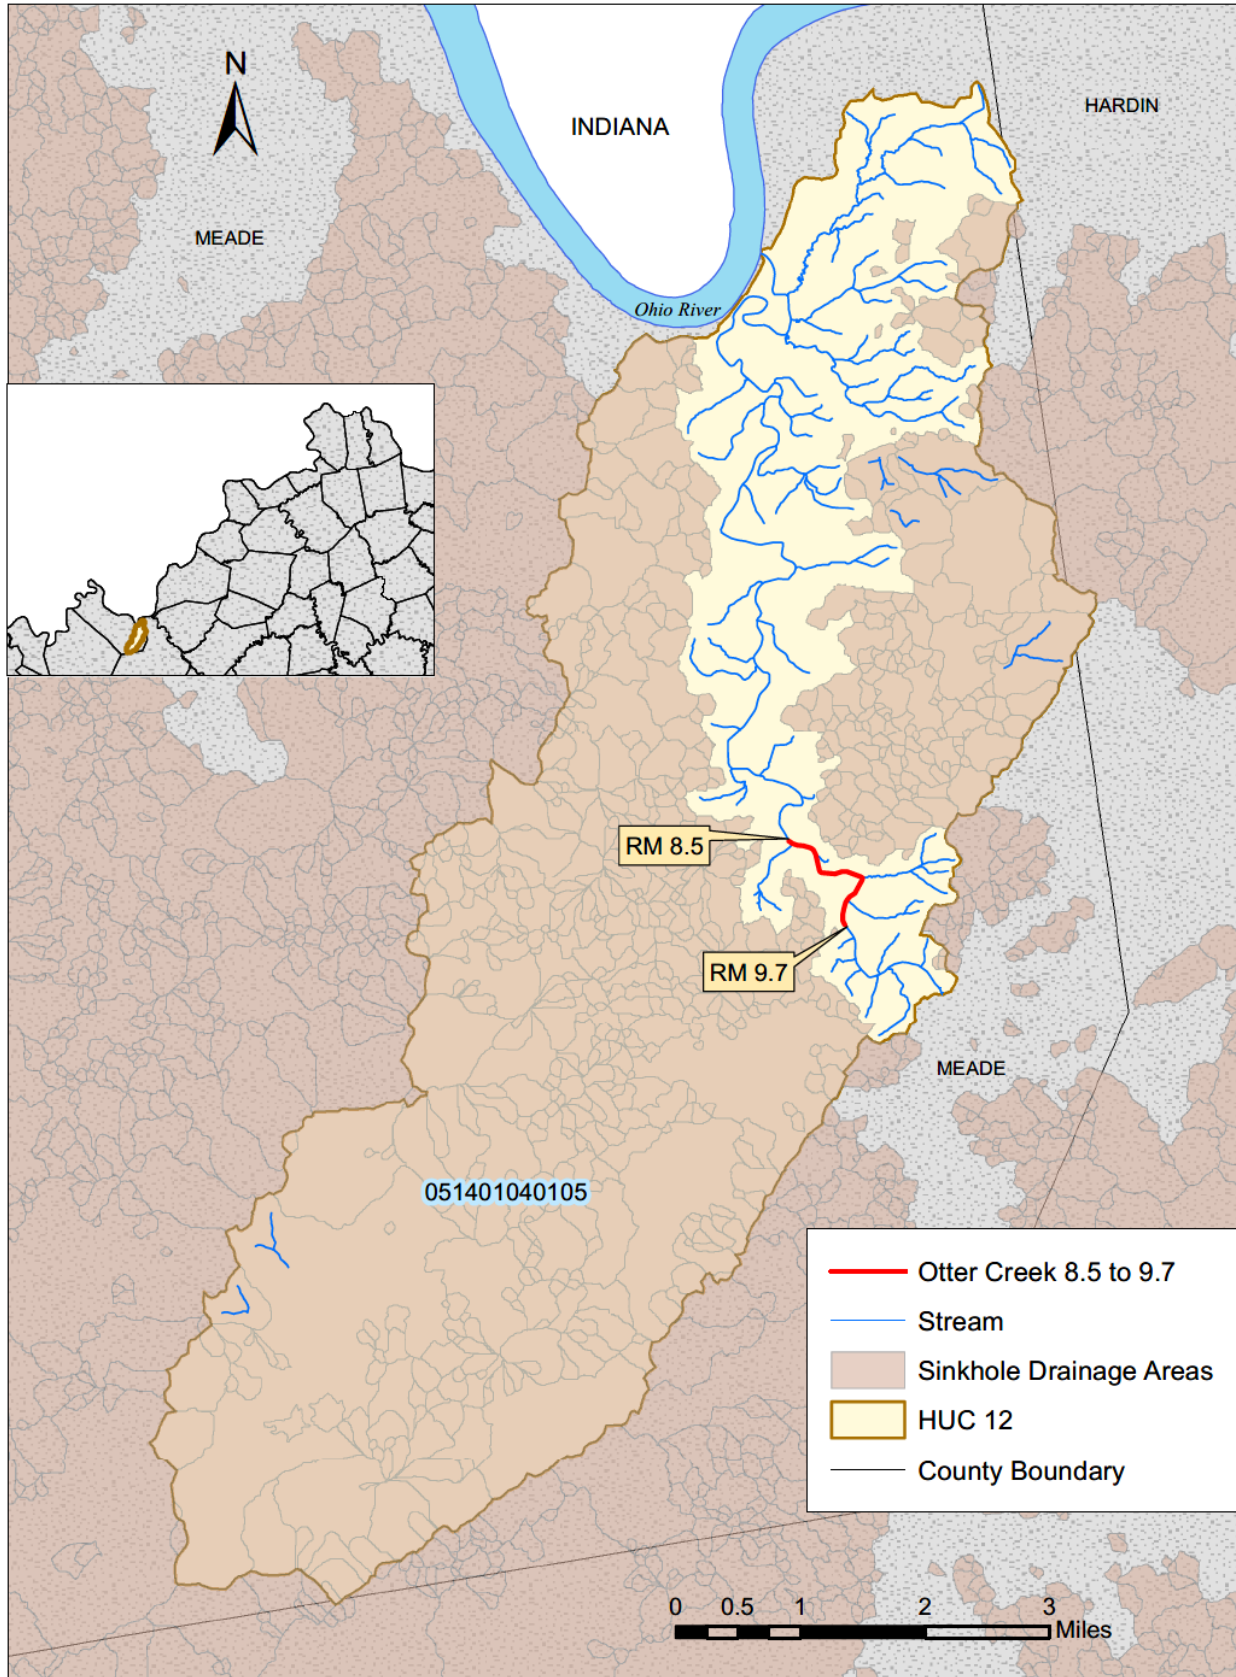 N
INDIANA
HARDIN
MEADE
Ohio River
RM 8.5
RM 9.7
MEADE
051401040105
Otter Creek 8.5 to 9.7
Stream
Sinkhole Drainage Areas
HUC 12
County Boundary
0 0.5 1 2 3
Miles